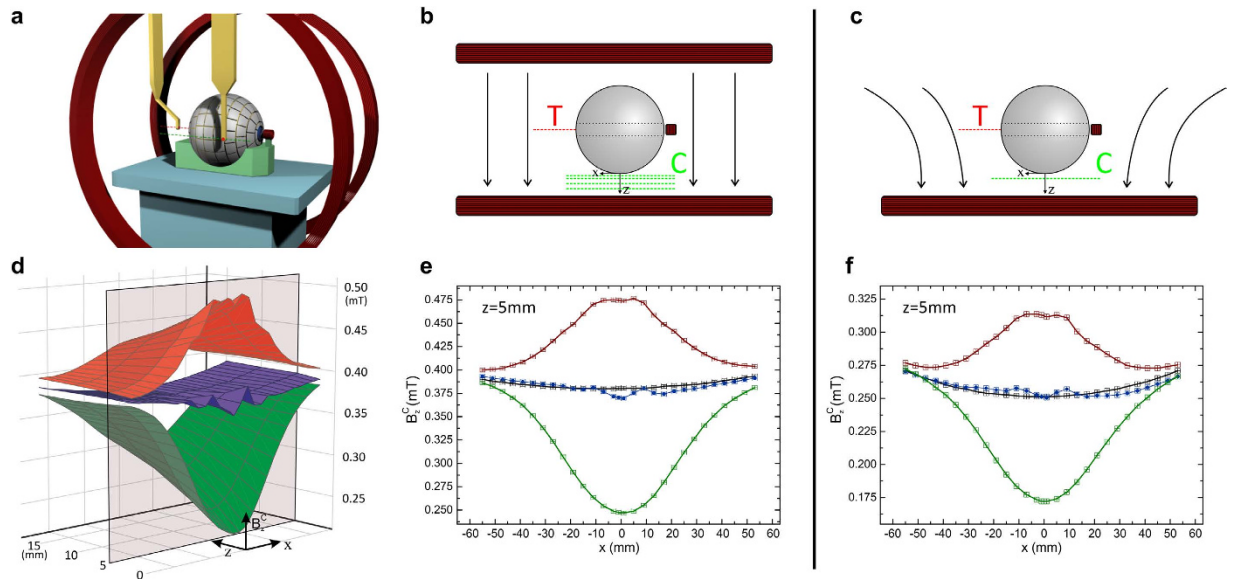 a
b
c
T
C
x
z
T
C
x
z
d
0.50
(mT)
0.45
0.40
0.35
0.30
0.25
15
(mm)
10
5
0
B_z^C
z
x
e
z=5mm
0.475
0.450
0.425
0.400
0.375
0.350
0.325
0.300
0.275
0.250
B_z^C (mT)
-60 -50 -40 -30 -20 -10 0 10 20 30 40 50 60
x (mm)
f
z=5mm
0.325
0.300
0.275
0.250
0.225
0.200
0.175
B_z^C (mT)
-60 -50 -40 -30 -20 -10 0 10 20 30 40 50 60
x (mm)